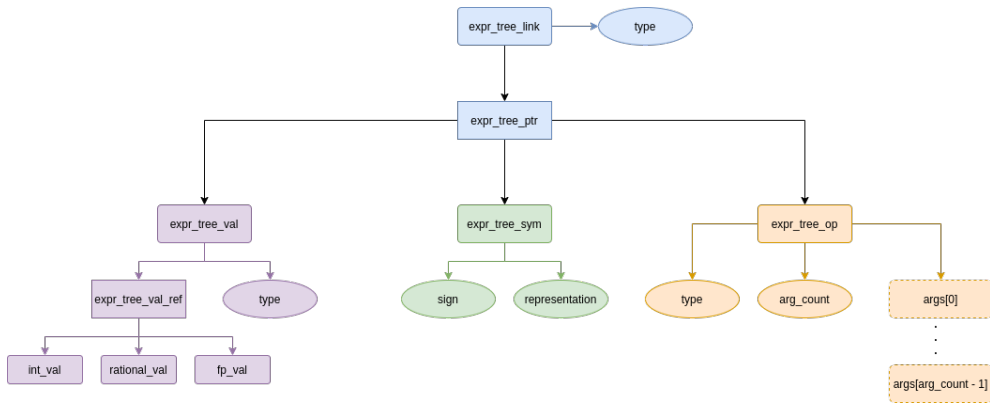 expr_tree_link
type
expr_tree_ptr
expr_tree_val
expr_tree_sym
expr_tree_op
expr_tree_val_ref
type
sign
representation
type
arg_count
args[0]
int_val
rational_val
fp_val
args[arg_count - 1]